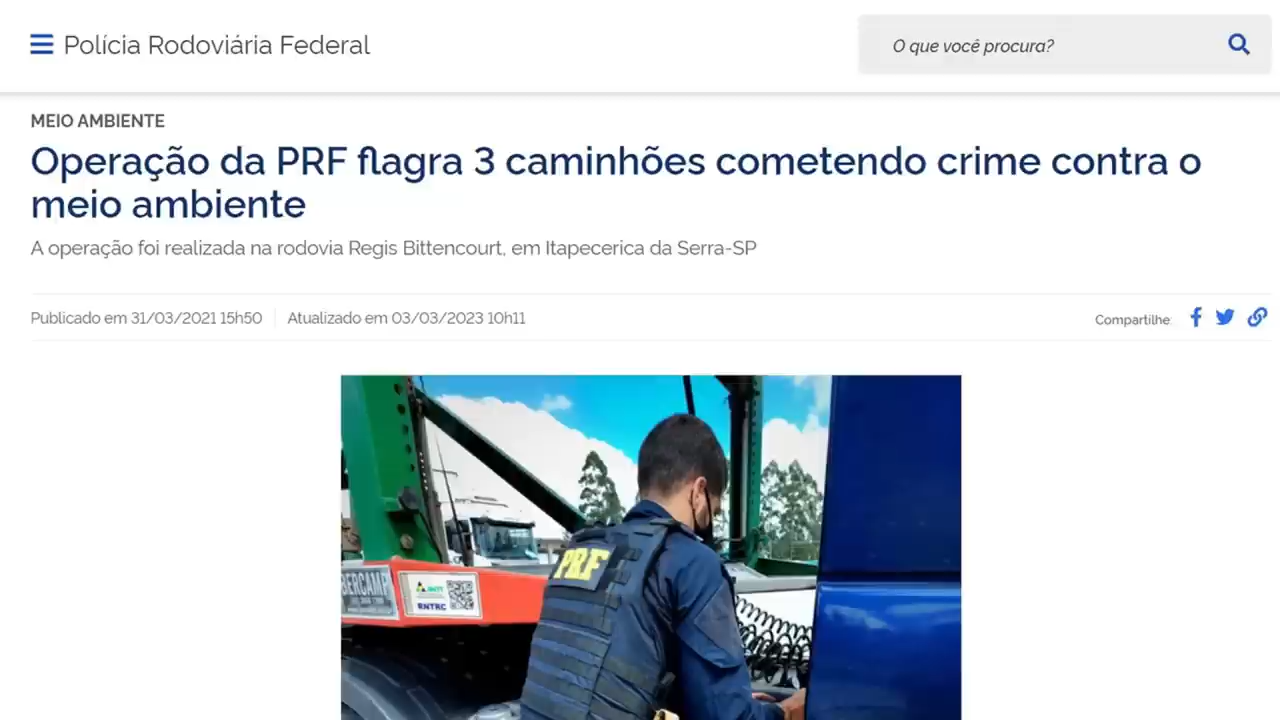 Polícia Rodoviária Federal
O que você procura?
MEIO AMBIENTE
Operação da PRF flagra 3 caminhões cometendo crime contra o
meio ambiente
A operação foi realizada na rodovia Regis Bittencourt, em Itapecerica da Serra-SP
Publicado em 31/03/2021 15h50
Atualizado em 03/03/2023 10h11
Compartilhe:
PRF
BERCAMP
ANTT
RNTRC